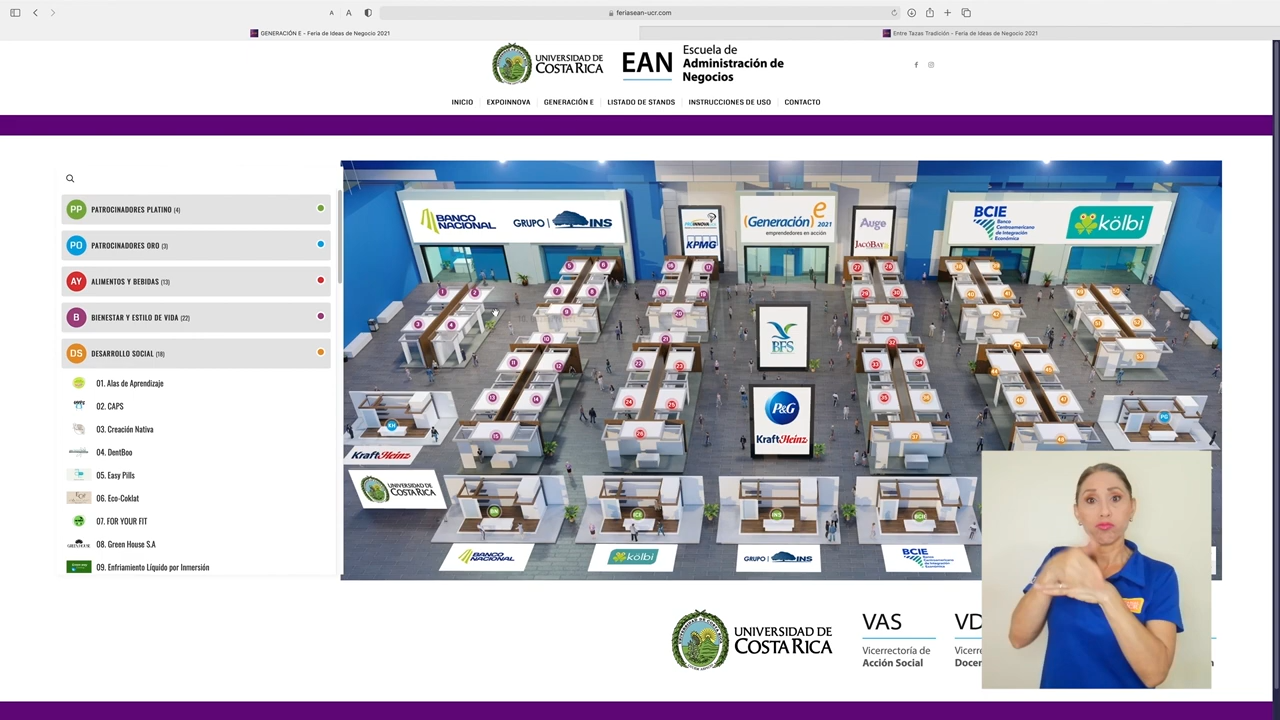 A
A
feriasean-ucr.com
GENERACIÓN E - Feria de Ideas de Negocio 2021
Entre Tazas Tradición - Feria de Ideas de Negocio 2021
UNIVERSIDAD DE
COSTA RICA
EAN
Escuela de
Administración de
Negocios
INICIO
EXPOINNOVA
GENERACIÓN E
LISTADO DE STANDS
INSTRUCCIONES DE USO
CONTACTO
PP
PATROCINADORES PLATINO (4)
PO
PATROCINADORES ORO (3)
AY
ALIMENTOS Y BEBIDAS (13)
B
BIENESTAR Y ESTILO DE VIDA (22)
DS
DESARROLLO SOCIAL (18)
01. Alas de Aprendizaje
02. CAPS
03. Creación Nativa
04. DentBoo
05. Easy Pills
06. Eco-Coklat
07. FOR YOUR FIT
08. Green House S.A
09. Enfriamiento Líquido por Inmersión
BANCO
NACIONAL
GRUPO INS
KPMG
(Generación) e
2021
emprendedores en acción
Auge
JACÓBAY
BCIE
Banco
Centroamericano
de Integración
Económica
kölbi
BFS
P&G
KraftHeinz
KraftHeinz
UNIVERSIDAD DE
COSTA RICA
BANCO
NACIONAL
kölbi
GRUPO INS
BCIE
Banco
Centroamericano
de Integración
Económica
UNIVERSIDAD DE
COSTA RICA
VAS
Vicerrectoría de
Acción Social